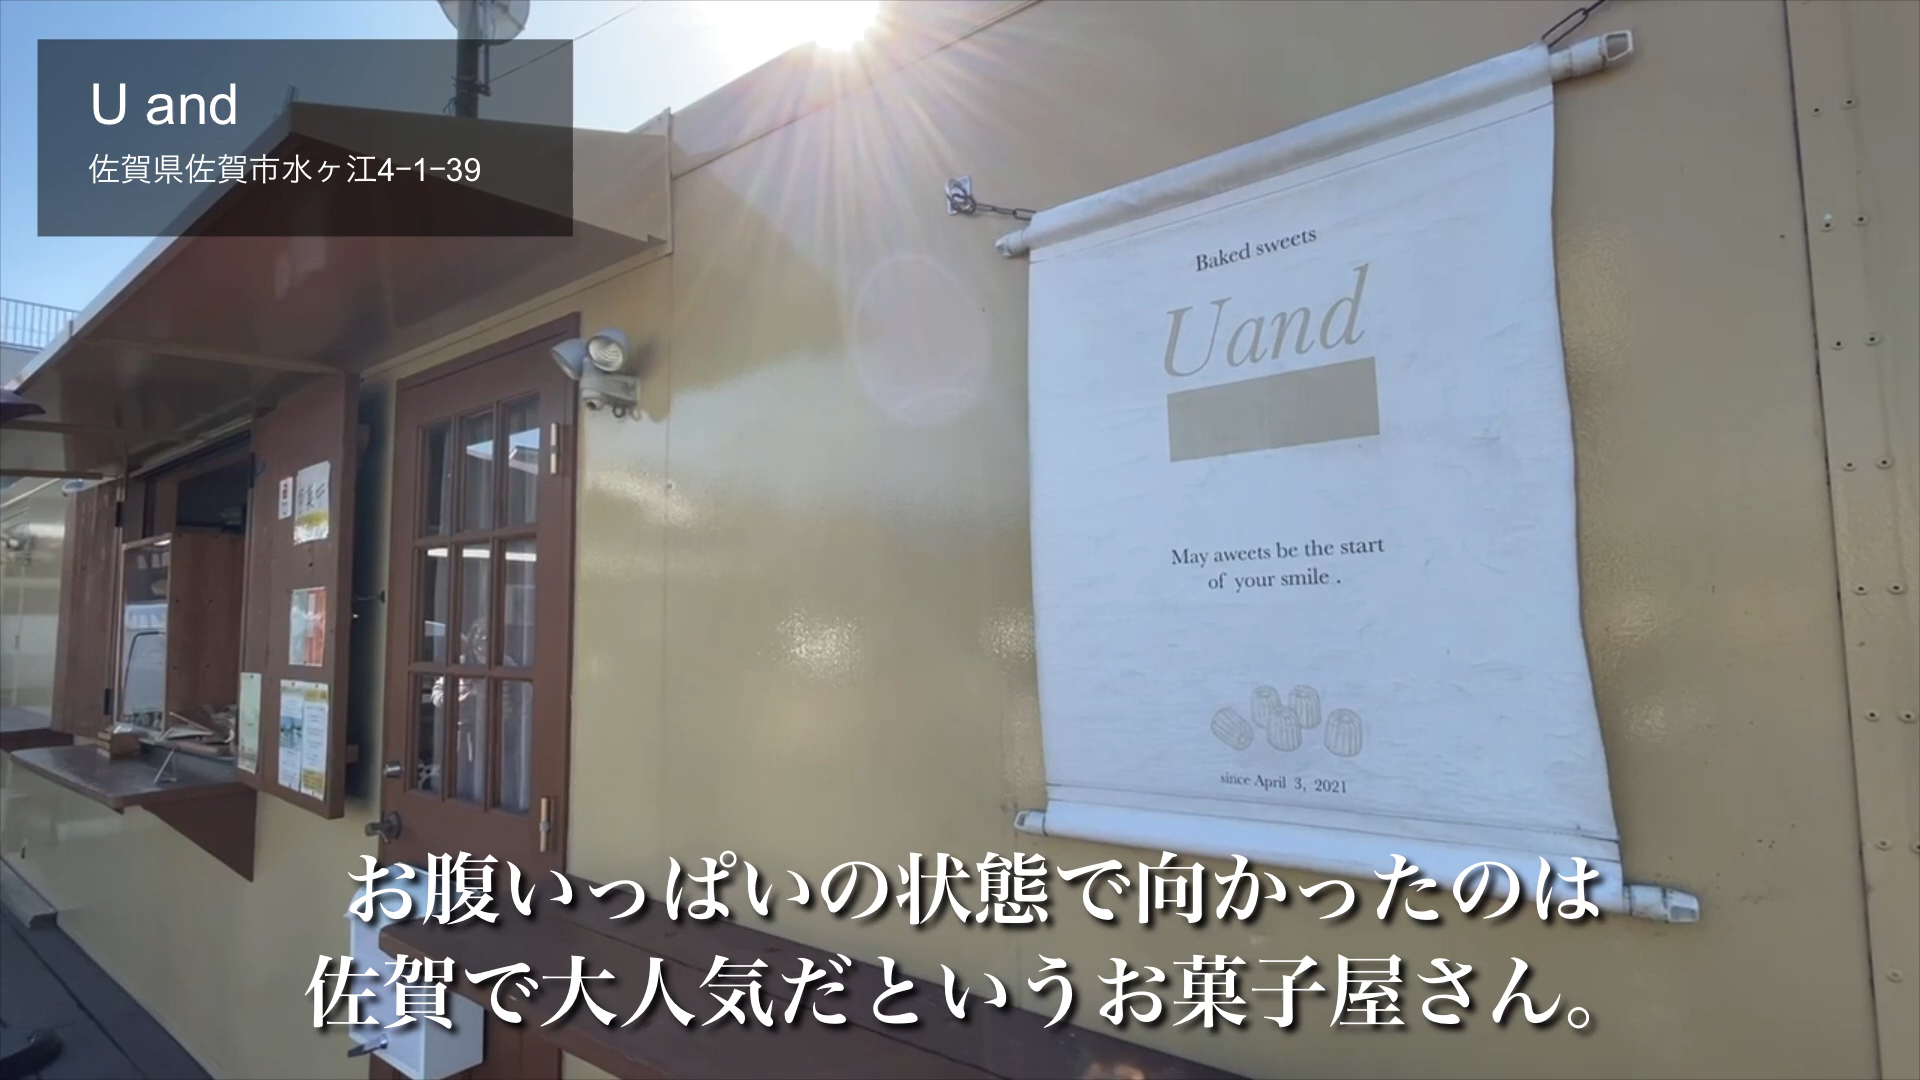 U and
佐賀県佐賀市水ヶ江4-1-39
Baked sweets
Uand
May aweets be the start
of your smile .
since April 3, 2021
お腹いっぱいの状態で向かったのは
佐賀で大人気だというお菓子屋さん。